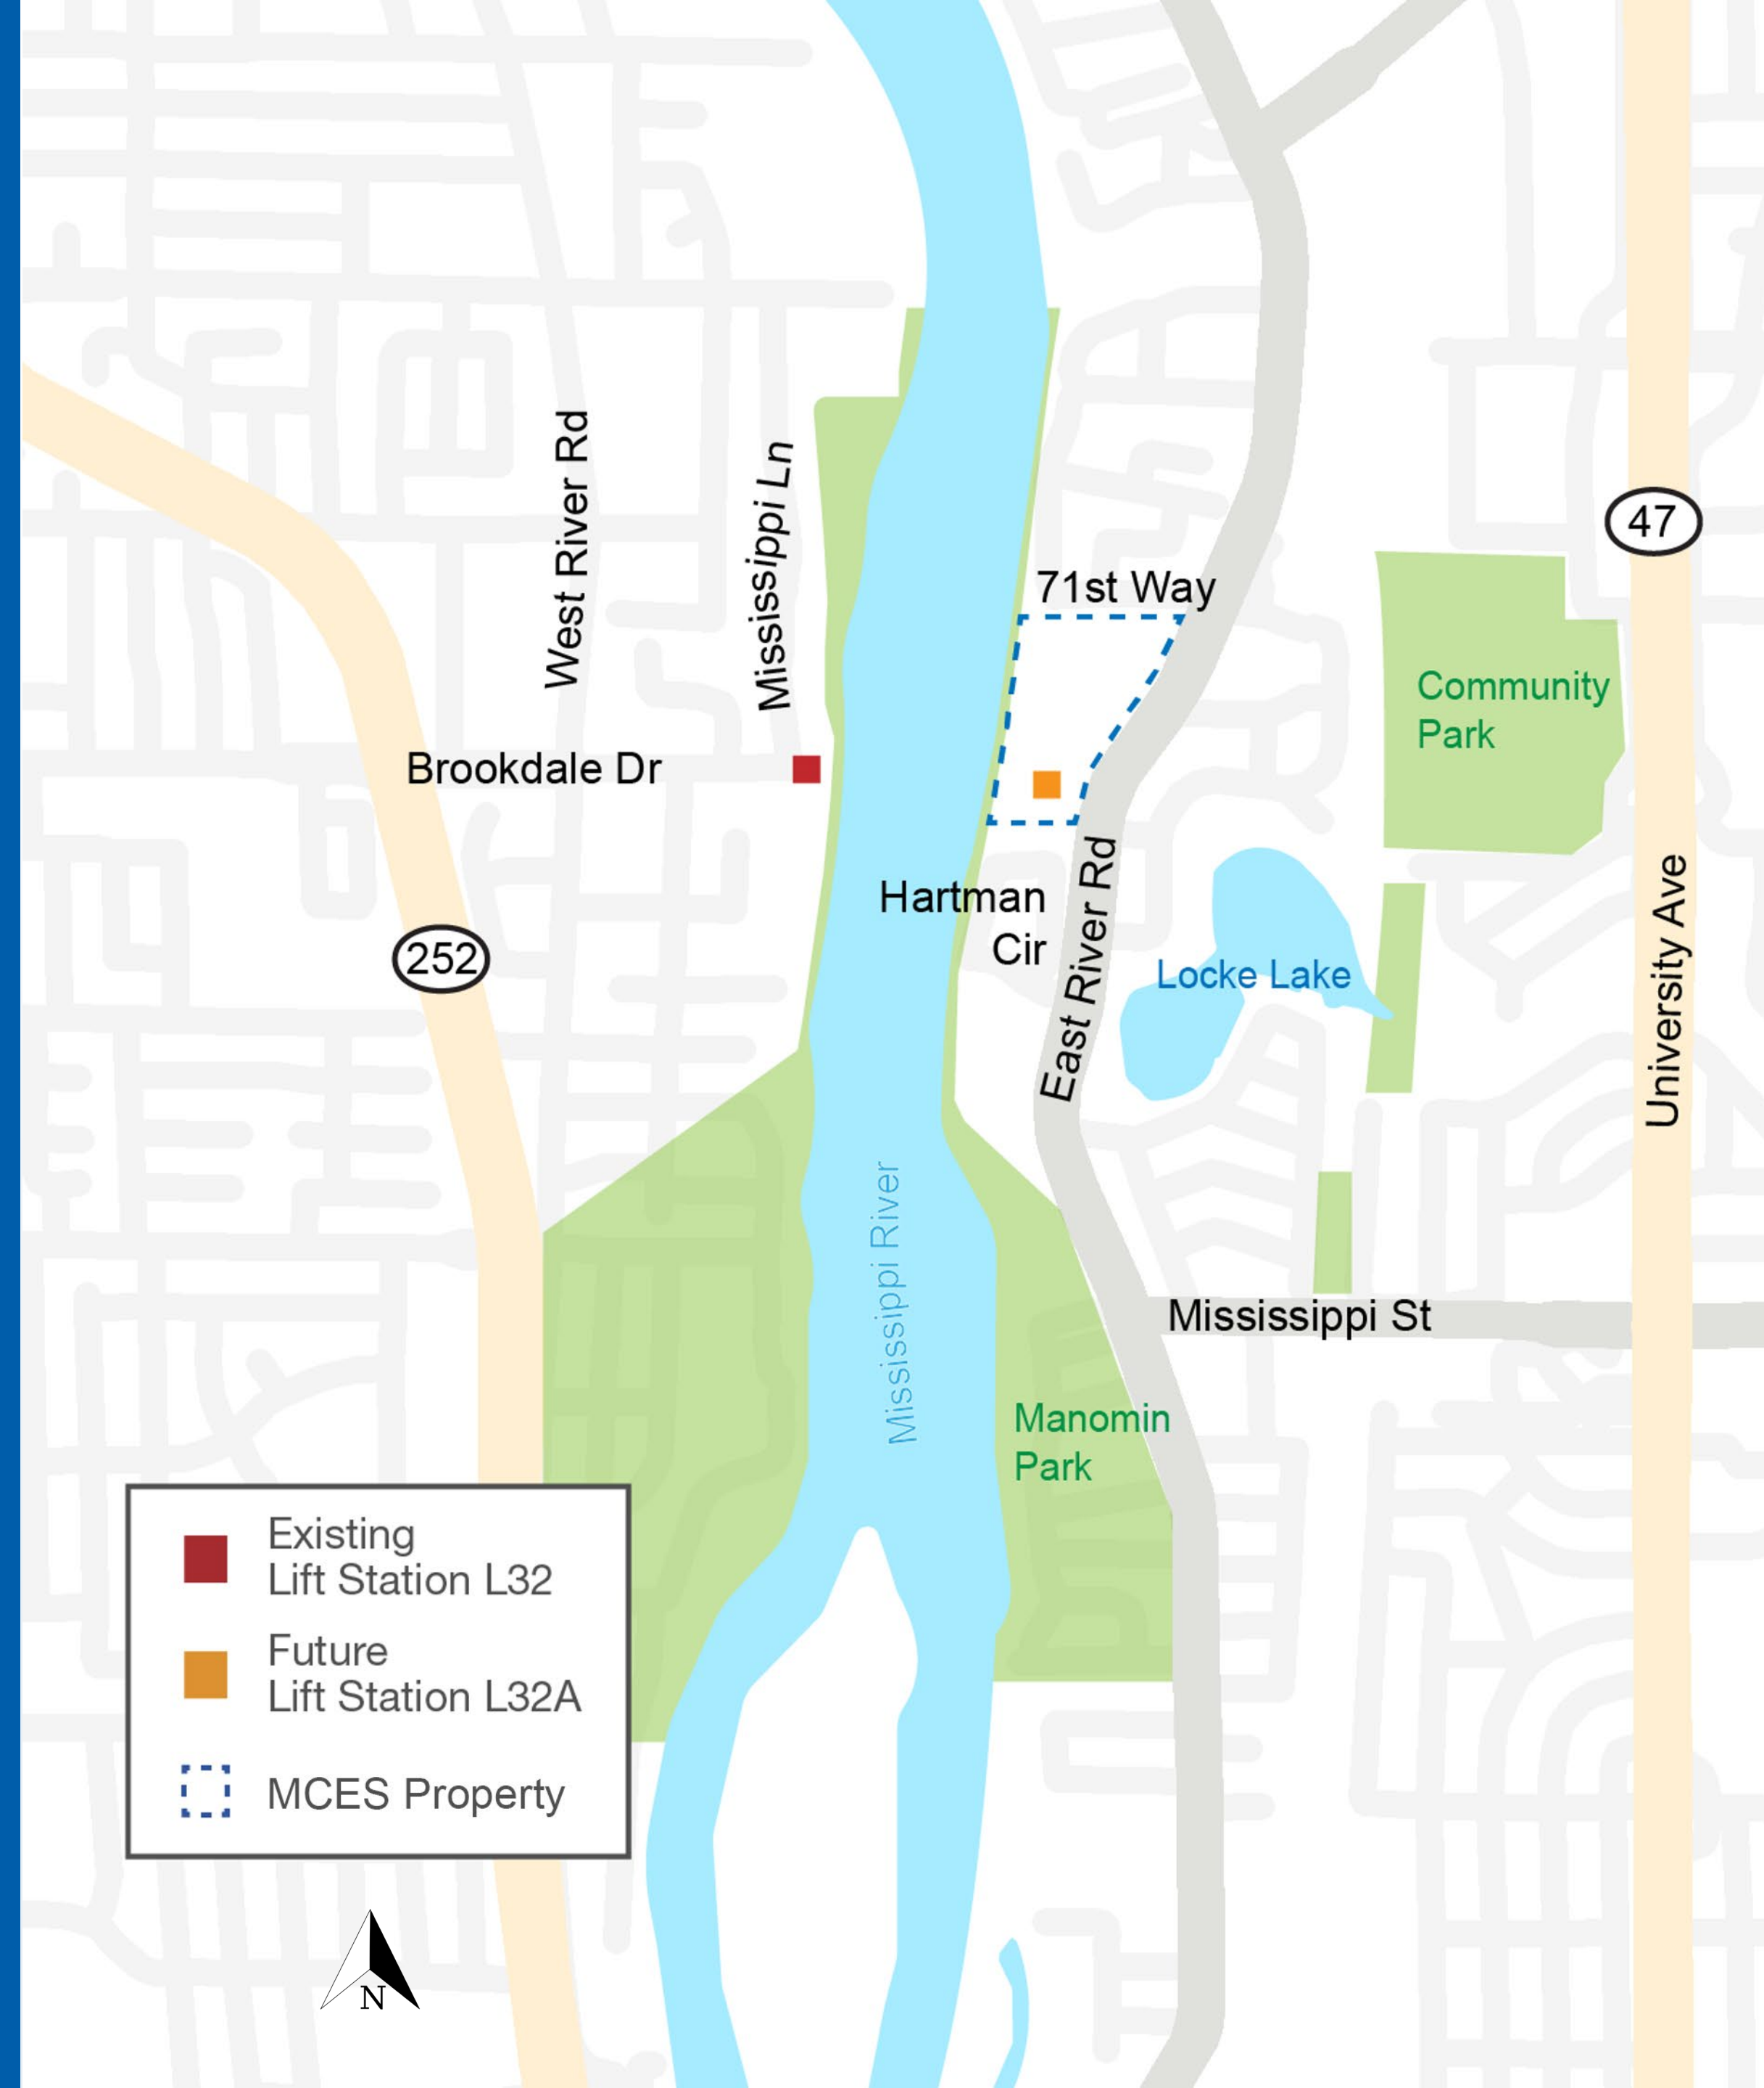 West River Rd
Mississippi Ln
47
71st Way
Community
Park
Brookdale Dr
Hartman
Cir
East River Rd
252
Locke Lake
University Ave
Mississippi River
Mississippi St
Manomin
Park
Existing
Lift Station L32
Future
Lift Station L32A
MCES Property
N